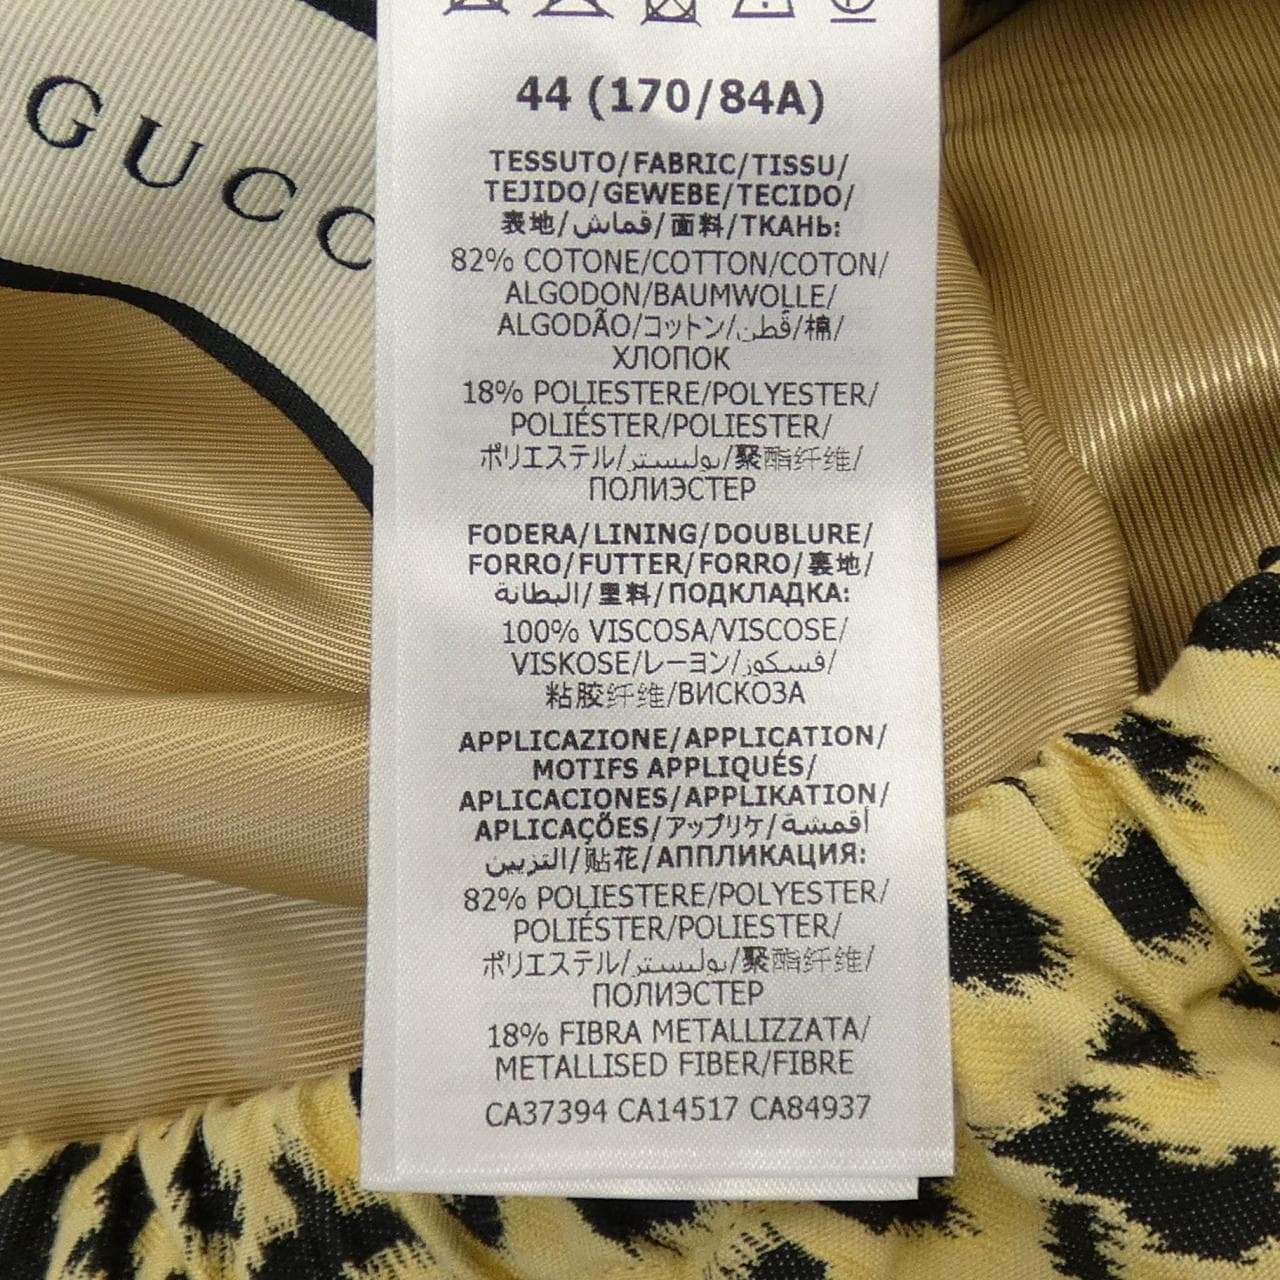 GUCC
44 (170/84A)
TESSUTO/FABRIC/TISSU/
TEJIDO/GEWEBE/TECIDO/
表地/قماش/面料/ТКАНЬ:
82% COTONE/COTTON/COTON/
ALGODON/BAUMWOLLE/
ALGODÃO/コットン/قطن/棉/
ХЛОПОК
18% POLIESTERE/POLYESTER/
POLIÉSTER/POLIESTER/
ポリエステル/بوليستر/聚酯纤维/
ПОЛИЭСТЕР
FODERA/LINING/DOUBLURE/
FORRO/FUTTER/FORRO/裏地/
البطانة/里料/ПОДКЛАДКА:
100% VISCOSA/VISCOSE/
VISKOSE/レーヨン/فسكوز/
粘胶纤维/ВИСКОЗА
APPLICAZIONE/APPLICATION/
MOTIFS APPLIQUÉS/
APLICACIONES/APPLIKATION/
APLICAÇÕES/アップリケ/أقمشة
التزيين/贴花/АППЛИКАЦИЯ:
82% POLIESTERE/POLYESTER/
POLIÉSTER/POLIESTER/
ポリエステル/بوليستر/聚酯纤维/
ПОЛИЭСТЕР
18% FIBRA METALLIZZATA/
METALLISED FIBER/FIBRE
CA37394 CA14517 CA84937